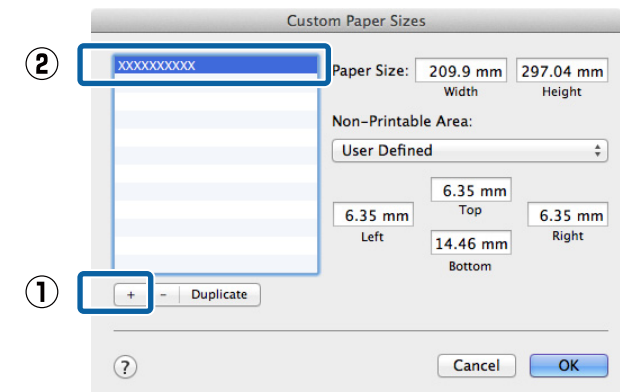 Custom Paper Sizes
② XXXXXXXXXX
Paper Size: 209.9 mm 297.04 mm
Width Height
Non-Printable Area:
User Defined
6.35 mm
Top
6.35 mm 6.35 mm
Left Right
14.46 mm
Bottom
① + - Duplicate
? Cancel OK